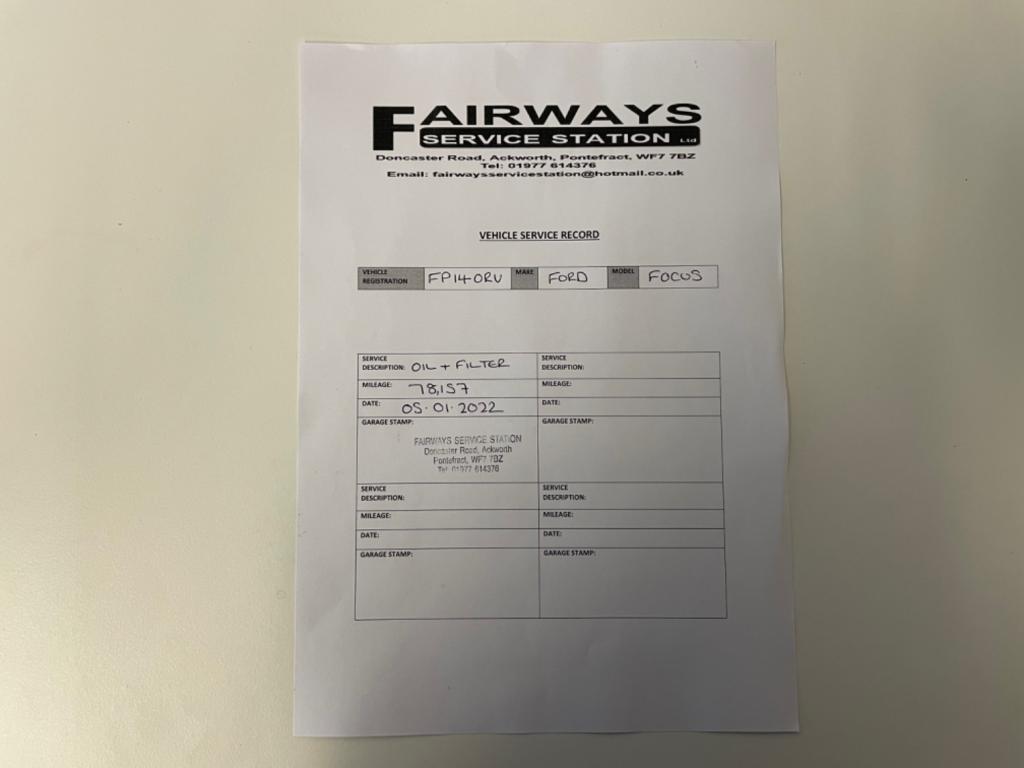 FAIRWAYS
SERVICE STATION Ltd
Doncaster Road, Ackworth, Pontefract, WF7 7BZ
Tel: 01977 614376
Email: fairwaysservicestation@hotmail.co.uk
VEHICLE SERVICE RECORD
VEHICLE REGISTRATION FP14 ORU MAKE FORD MODEL FOCUS
SERVICE DESCRIPTION: OIL + FILTER
MILEAGE: 78,157
DATE: 05.01.2022
GARAGE STAMP:
FAIRWAYS SERVICE STATION
Doncaster Road, Ackworth
Pontefract, WF7 7BZ
Tel: 01977 614376
SERVICE DESCRIPTION:
MILEAGE:
DATE:
GARAGE STAMP:
SERVICE DESCRIPTION:
MILEAGE:
DATE:
GARAGE STAMP:
SERVICE DESCRIPTION:
MILEAGE:
DATE:
GARAGE STAMP: